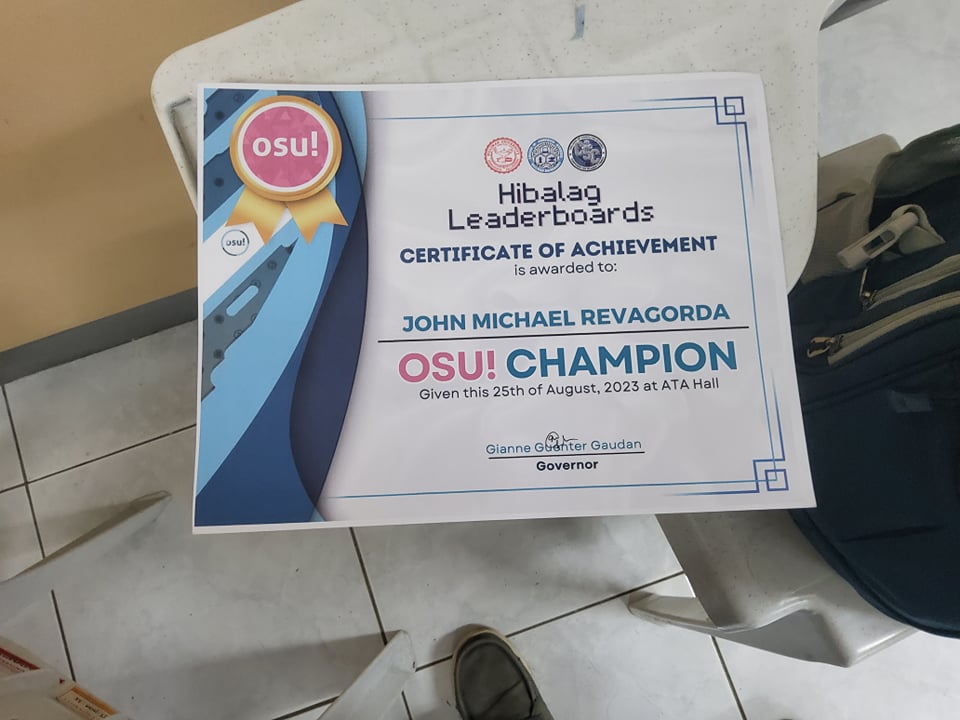 osu!
osu!
Hibalag
Leaderboards
CERTIFICATE OF ACHIEVEMENT
is awarded to:
JOHN MICHAEL REVAGORDA
OSU! CHAMPION
Given this 25th of August, 2023 at ATA Hall
Gianne Guenter Gaudan
Governor